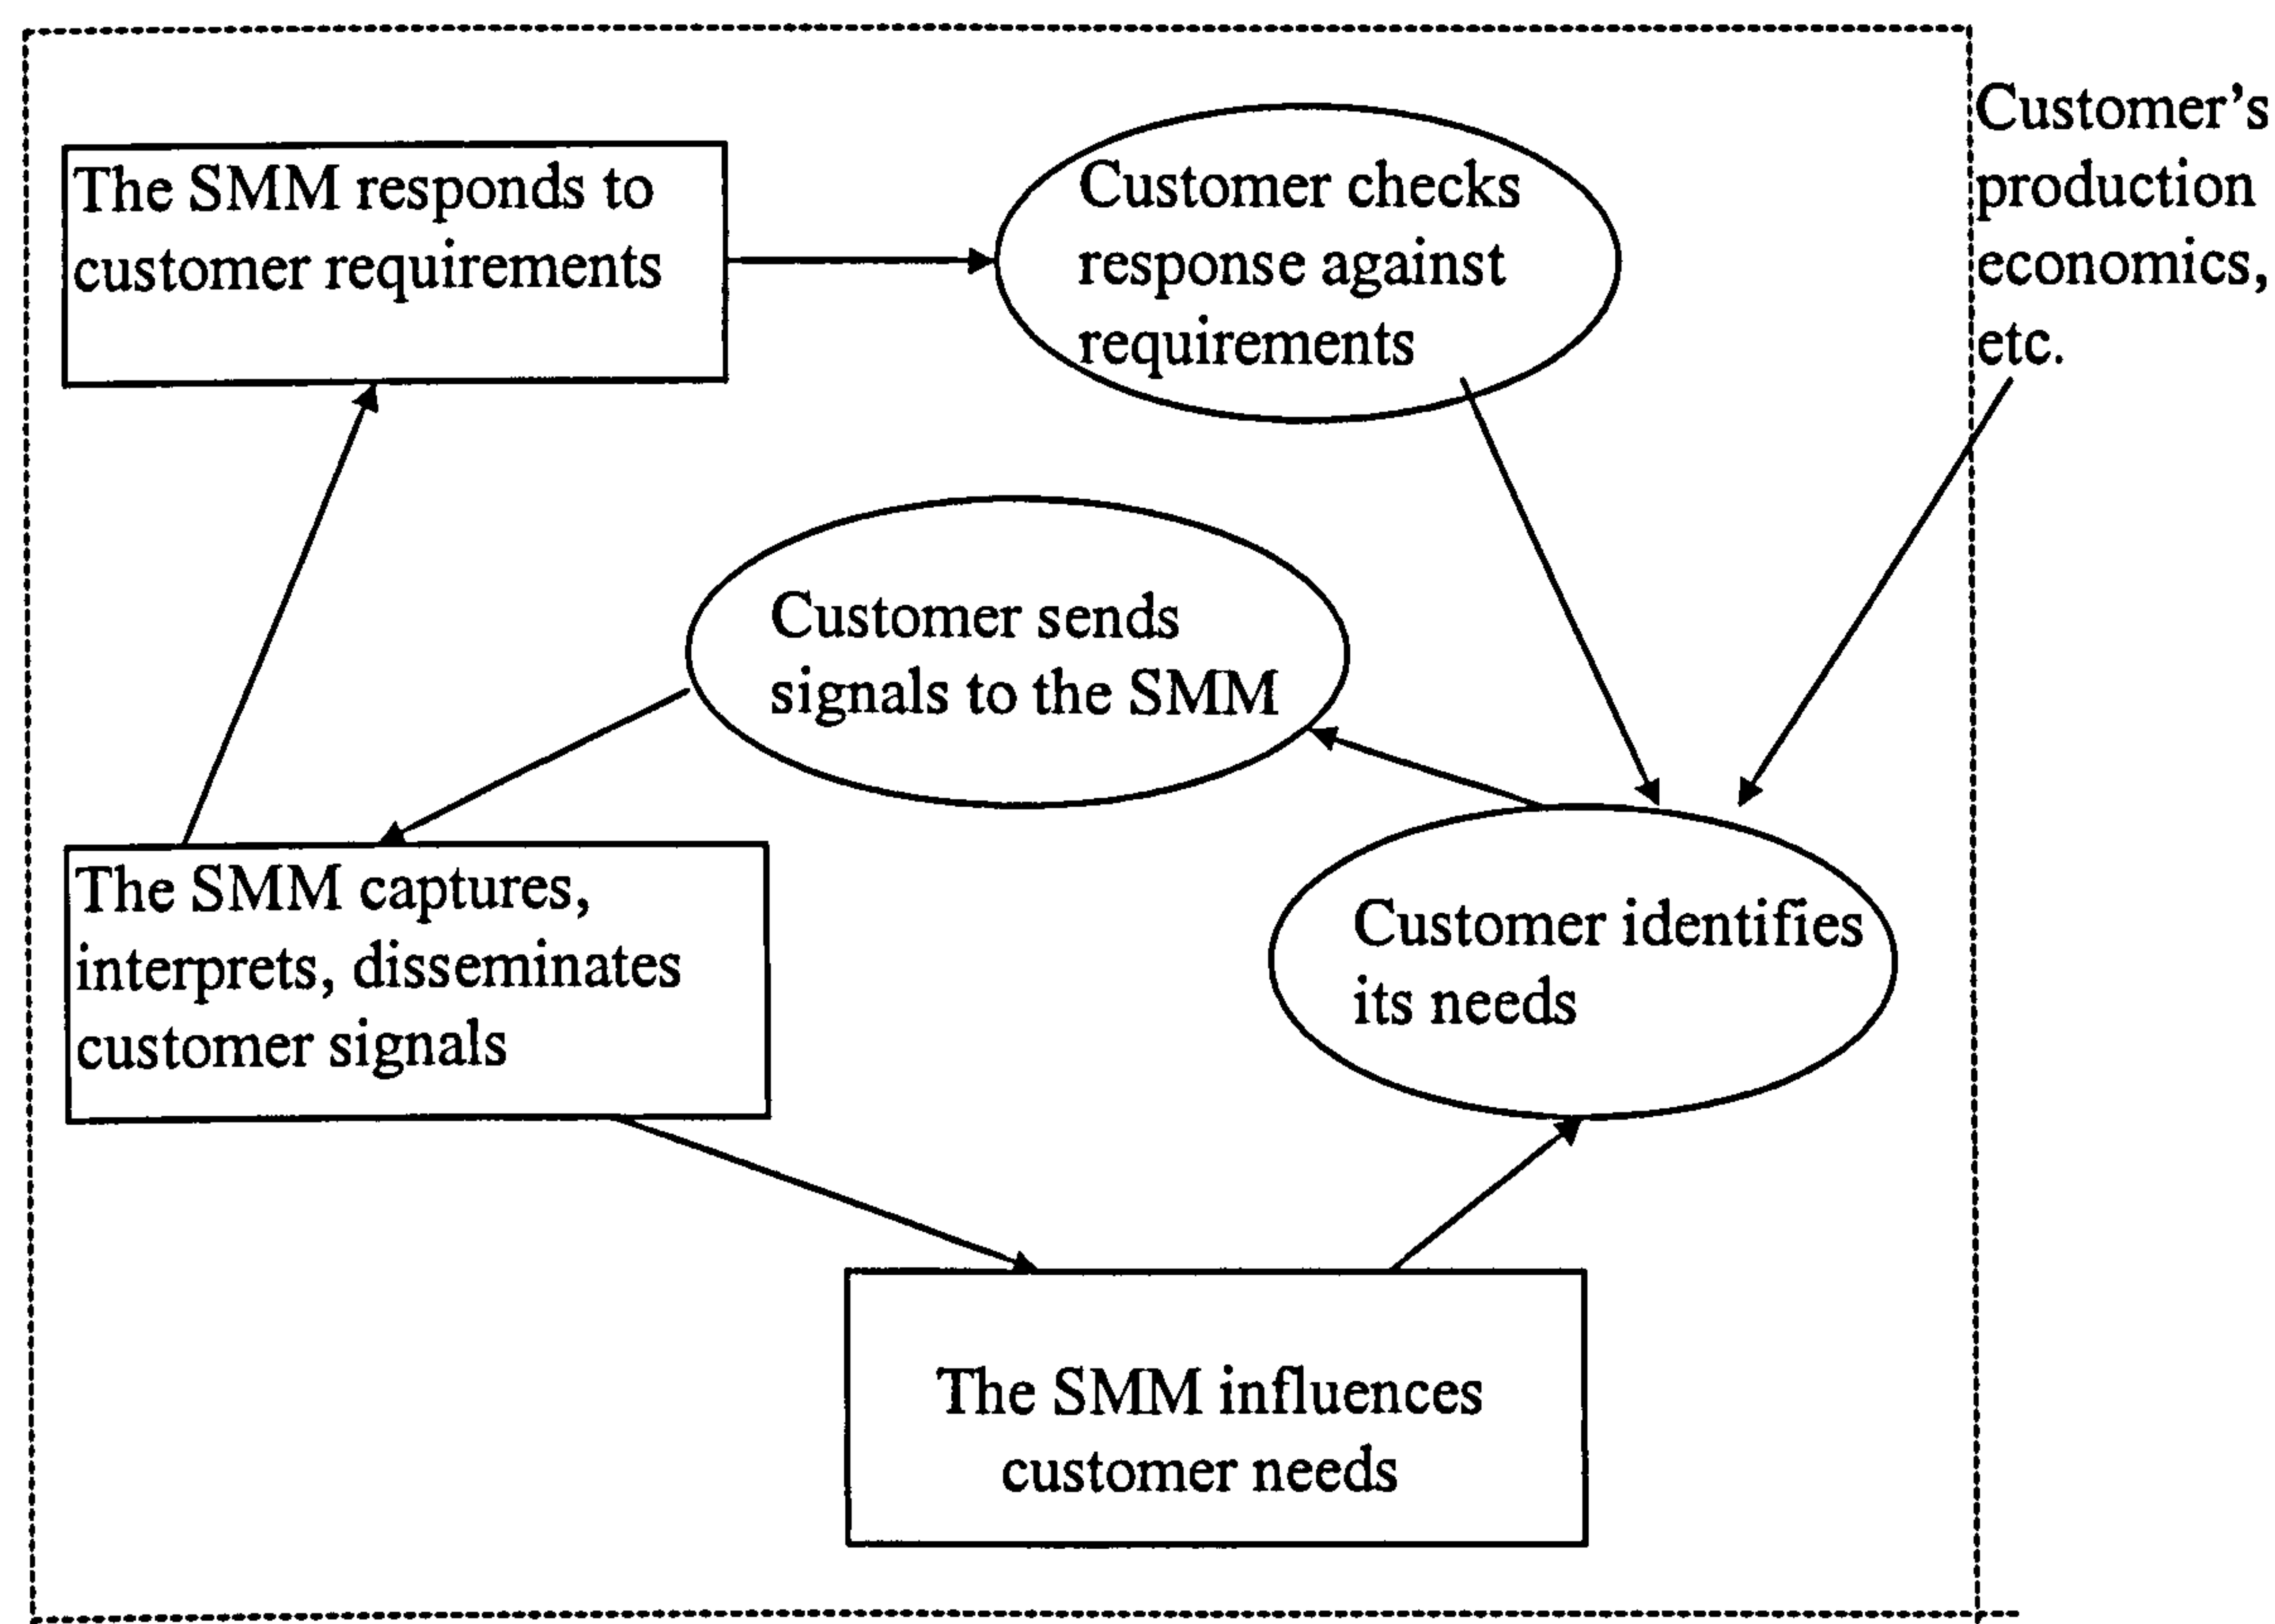 The SMM responds to
customer requirements
Customer checks
response against
requirements
Customer's
production
economics,
etc.
Customer sends
signals to the SMM
The SMM captures,
interprets, disseminates
customer signals
Customer identifies
its needs
The SMM influences
customer needs